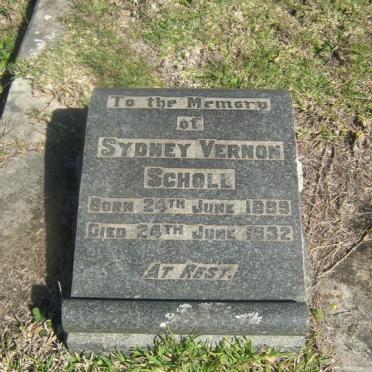 To the Memory
of
Sydney Vernon
Scholl
Born 24th June 1889
Died 24th June 1932
At Rest.